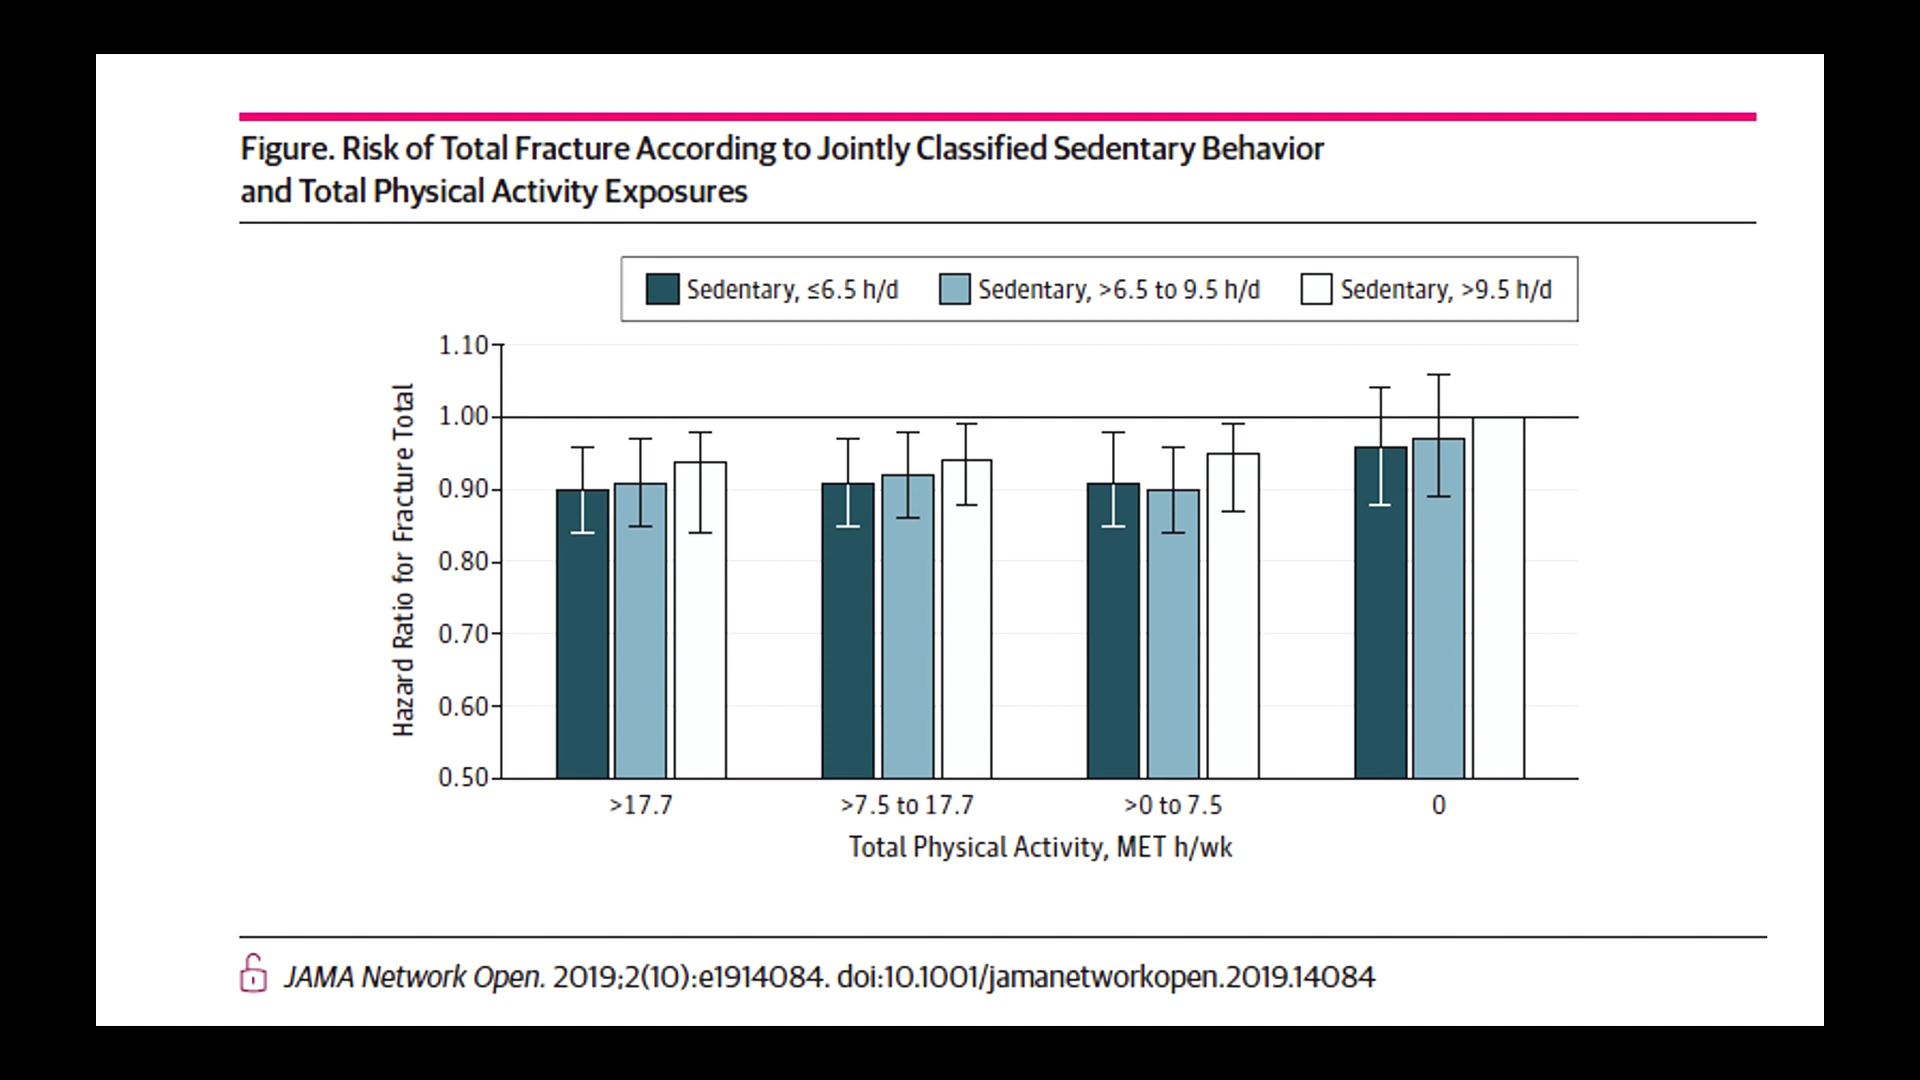 Figure. Risk of Total Fracture According to Jointly Classified Sedentary Behavior
and Total Physical Activity Exposures
Sedentary, ≤6.5 h/d
Sedentary, >6.5 to 9.5 h/d
Sedentary, >9.5 h/d
Hazard Ratio for Fracture Total
1.10
1.00
0.90
0.80
0.70
0.60
0.50
>17.7
>7.5 to 17.7
>0 to 7.5
0
Total Physical Activity, MET h/wk
JAMA Network Open. 2019;2(10):e1914084. doi:10.1001/jamanetworkopen.2019.14084